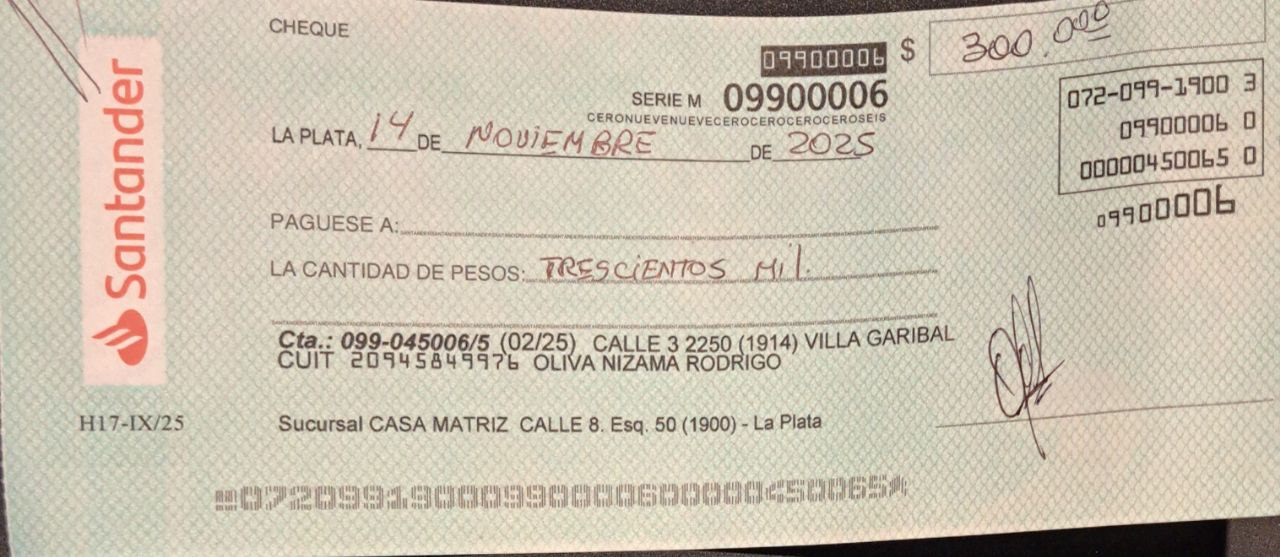 CHEQUE
09900006
$ 300.000
SERIE M 09900006
CERONUEVENUEVECEROCEROCEROCEROSEIS
LA PLATA, 14 DE NOVIEMBRE DE 2025
072-099-1900 3
09900006 0
00000450065 0
09900006
PAGUESE A:
LA CANTIDAD DE PESOS: TRESCIENTOS MIL.
Cta.: 099-045006/5 (02/25) CALLE 3 2250 (1914) VILLA GARIBAL
CUIT 20945849976 OLIVA NIZAMA RODRIGO
Santander
H17-IX/25
Sucursal CASA MATRIZ CALLE 8. Esq. 50 (1900) - La Plata
07209919000990000600000450065